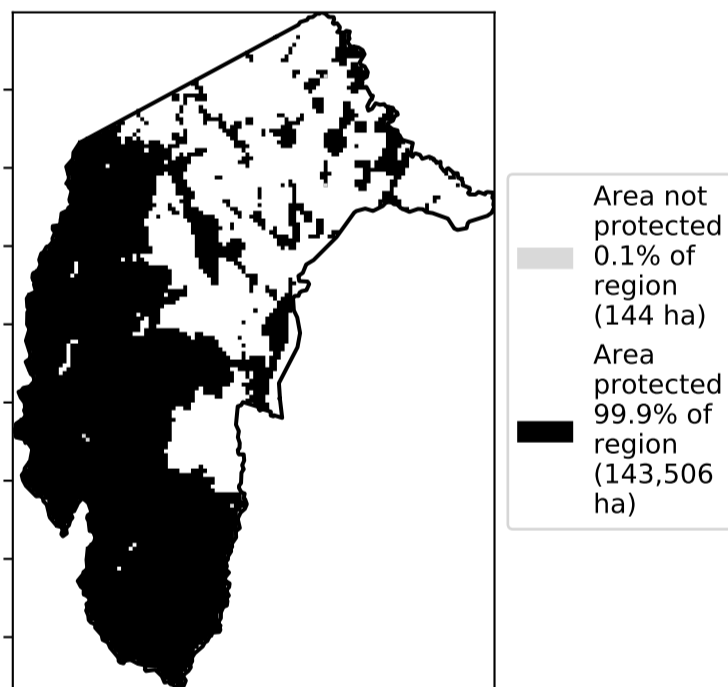 Area not
protected
0.1% of
region
(144 ha)
Area
protected
99.9% of
region
(143,506
ha)